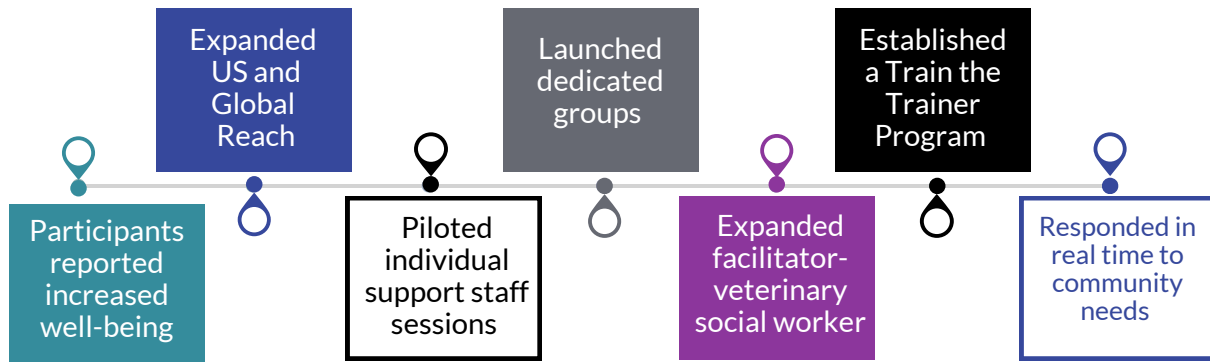 Participants
reported
increased
well-being
Expanded
US and
Global
Reach
Piloted
individual
support staff
sessions
Launched
dedicated
groups
Expanded
facilitator-
veterinary
social worker
Established
a Train the
Trainer
Program
Responded in
real time to
community
needs